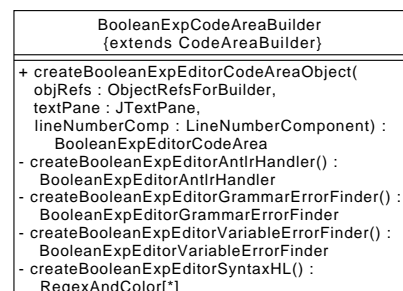 BooleanExpCodeAreaBuilder
{extends CodeAreaBuilder}
+ createBooleanExpEditorCodeAreaObject(
objRefs : ObjectRefsForBuilder,
textPane : JTextPane,
lineNumberComp : LineNumberComponent) :
BooleanExpEditorCodeArea
- createBooleanExpEditorAntlrHandler() :
BooleanExpEditorAntlrHandler
- createBooleanExpEditorGrammarErrorFinder() :
BooleanExpEditorGrammarErrorFinder
- createBooleanExpEditorVariableErrorFinder() :
BooleanExpEditorVariableErrorFinder
- createBooleanExpEditorSyntaxHL() :
RegexAndColor[*]